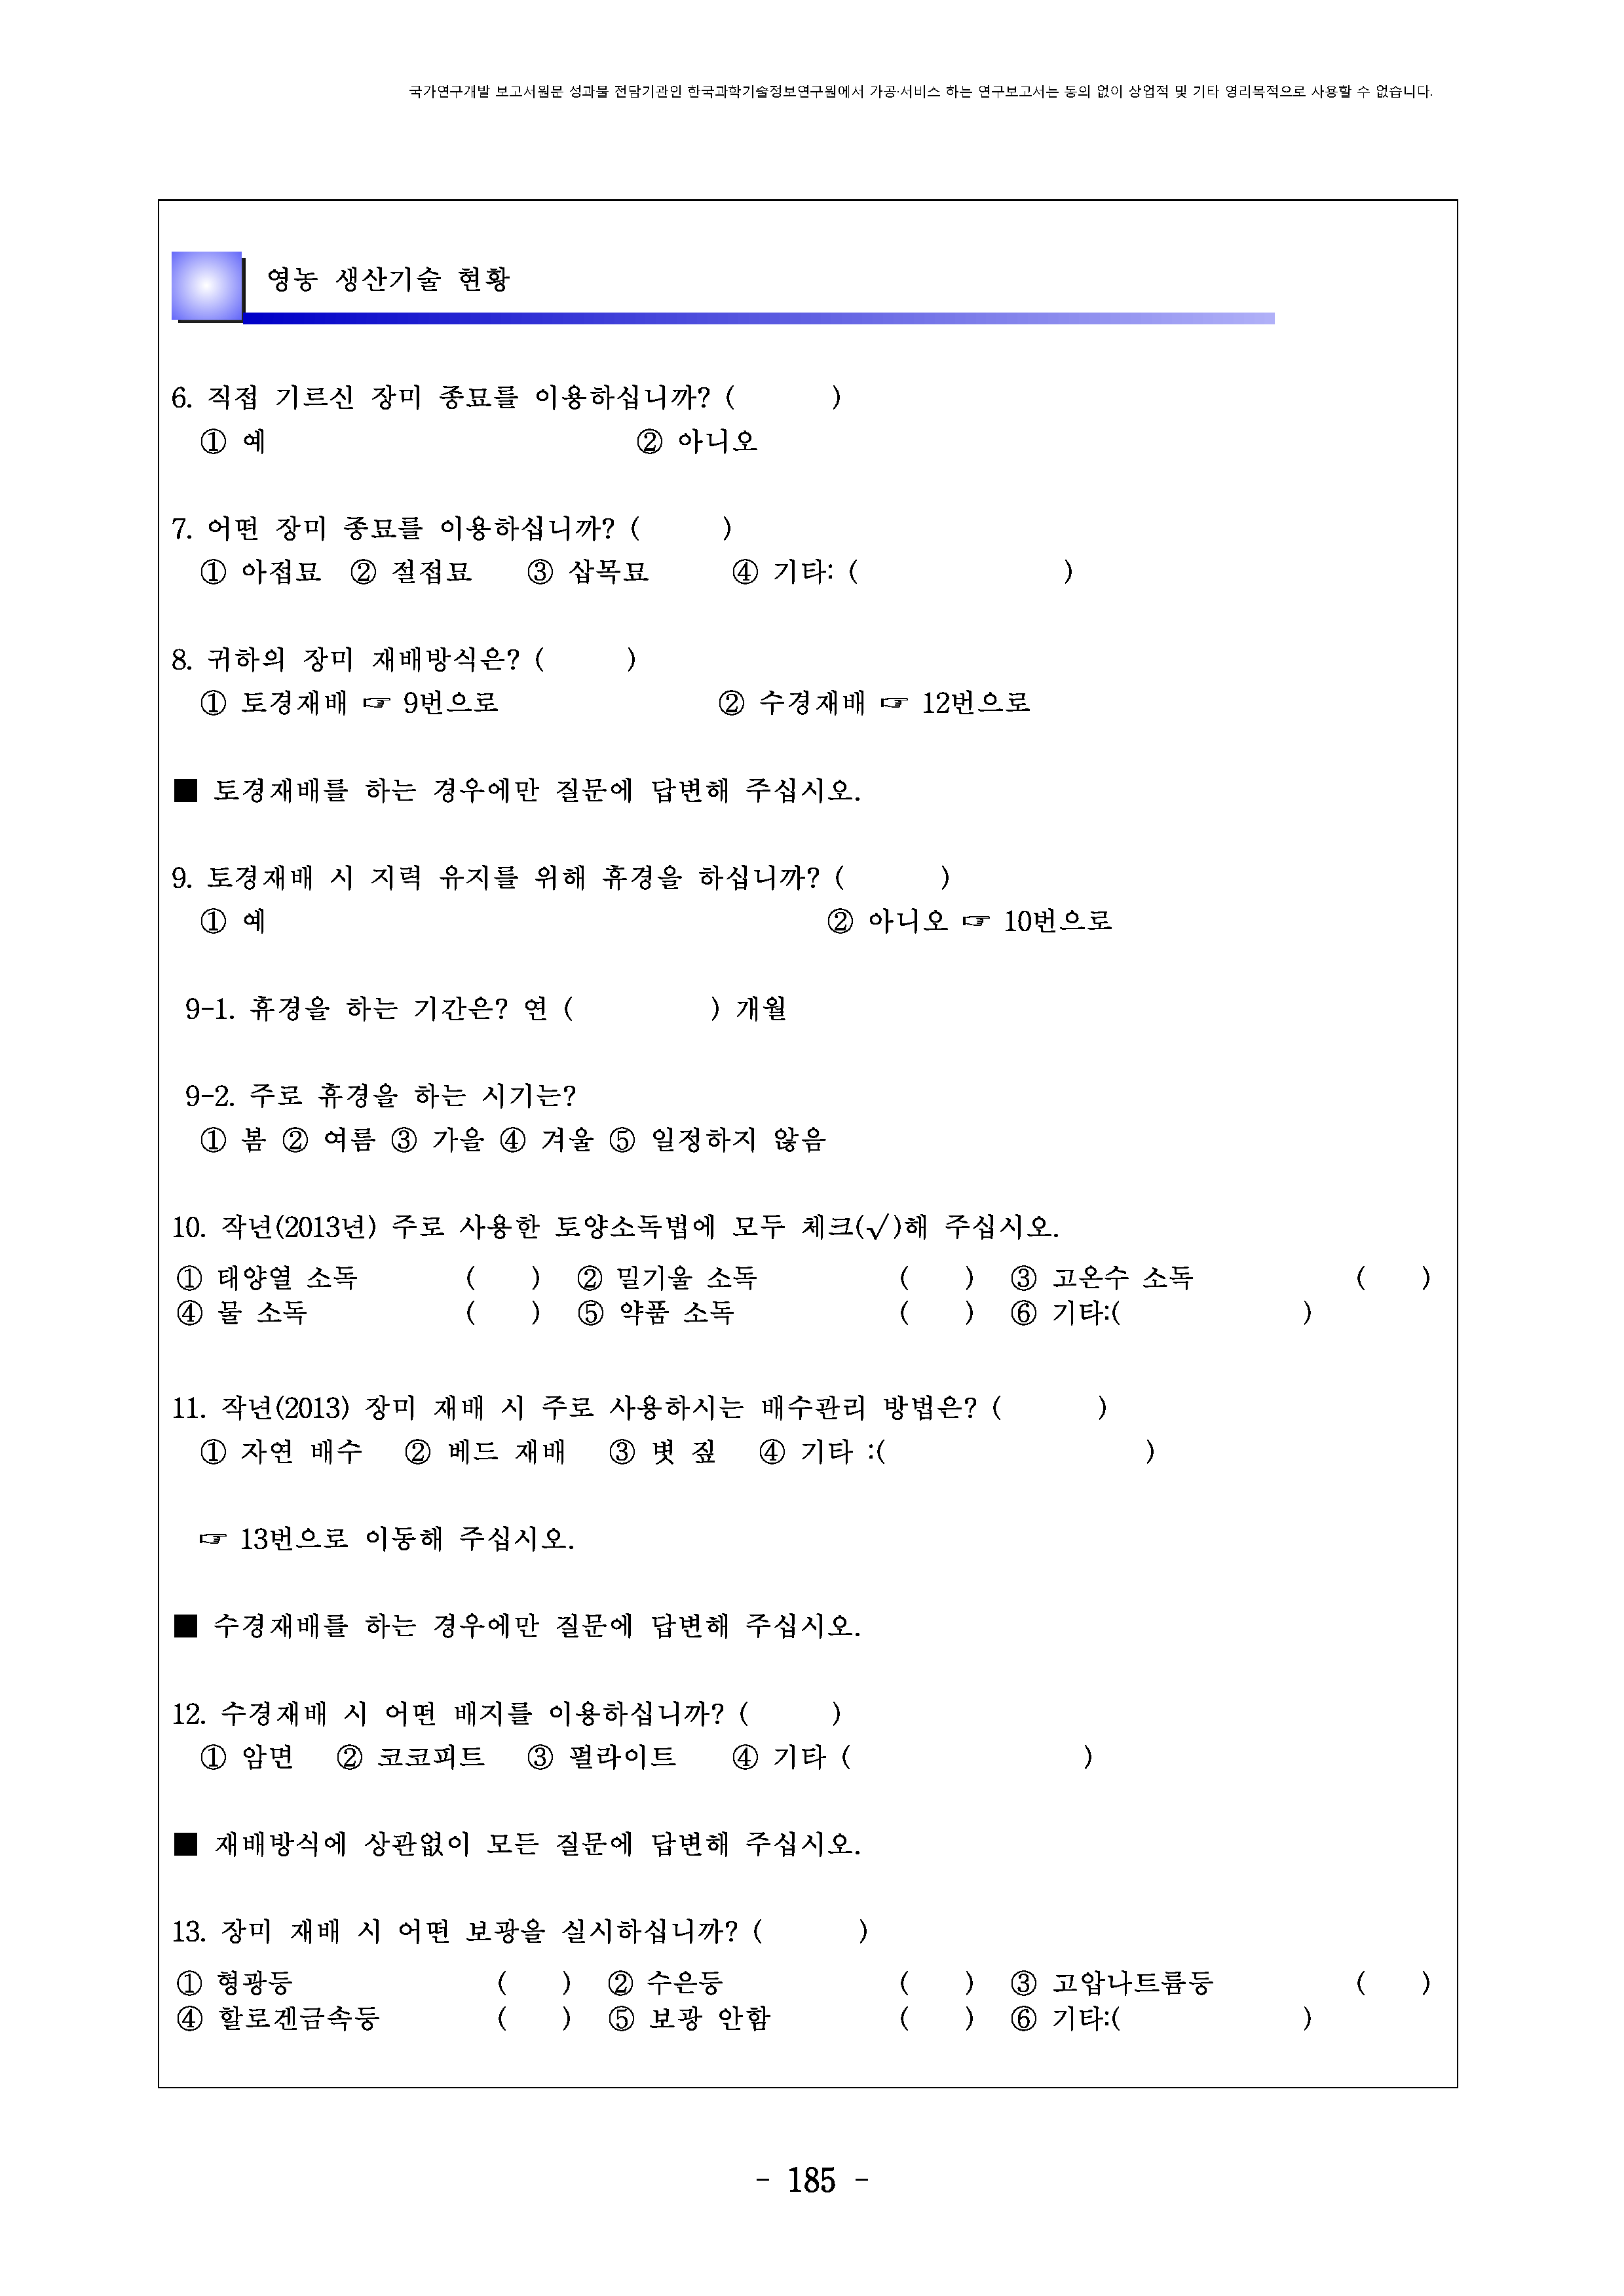 국가연구개발 보고서원문 성과물 전담기관인 한국과학기술정보연구원에서 가공·서비스 하는 연구보고서는 동의 없이 상업적 및 기타 영리목적으로 사용할 수 없습니다.
영농 생산기술 현황
6. 직접 기르신 장미 종묘를 이용하십니까? (      )
① 예 ② 아니오
7. 어떤 장미 종묘를 이용하십니까? (      )
① 아접묘 ② 절접묘 ③ 삽목묘 ④ 기타: (      )
8. 귀하의 장미 재배방식은? (      )
① 토경재배 ☞ 9번으로 ② 수경재배 ☞ 12번으로
■ 토경재배를 하는 경우에만 질문에 답변해 주십시오.
9. 토경재배 시 지력 유지를 위해 휴경을 하십니까? (      )
① 예 ② 아니오 ☞ 10번으로
9-1. 휴경을 하는 기간은? 연 (      ) 개월
9-2. 주로 휴경을 하는 시기는?
① 봄 ② 여름 ③ 가을 ④ 겨울 ⑤ 일정하지 않음
10. 작년(2013년) 주로 사용한 토양소독법에 모두 체크(√)해 주십시오.
① 태양열 소독 (   ) ② 밀기울 소독 (   ) ③ 고온수 소독 (   )
④ 물 소독 (   ) ⑤ 약품 소독 (   ) ⑥ 기타:(      )
11. 작년(2013) 장미 재배 시 주로 사용하시는 배수관리 방법은? (      )
① 자연 배수 ② 베드 재배 ③ 볏 짚 ④ 기타 :(      )
☞ 13번으로 이동해 주십시오.
■ 수경재배를 하는 경우에만 질문에 답변해 주십시오.
12. 수경재배 시 어떤 배지를 이용하십니까? (      )
① 암면 ② 코코피트 ③ 펄라이트 ④ 기타 (      )
■ 재배방식에 상관없이 모든 질문에 답변해 주십시오.
13. 장미 재배 시 어떤 보광을 실시하십니까? (      )
① 형광등 (   ) ② 수은등 (   ) ③ 고압나트륨등 (   )
④ 할로겐금속등 (   ) ⑤ 보광 안함 (   ) ⑥ 기타:(      )
- 185 -